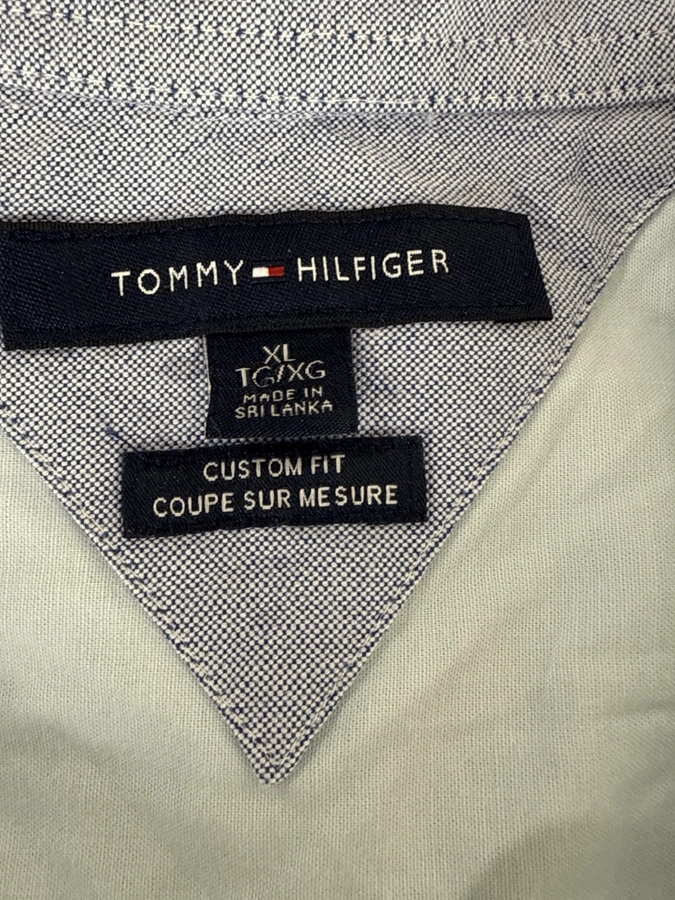 TOMMY HILFIGER
XL
TG/XG
MADE IN
SRI LANKA
CUSTOM FIT
COUPE SUR MESURE